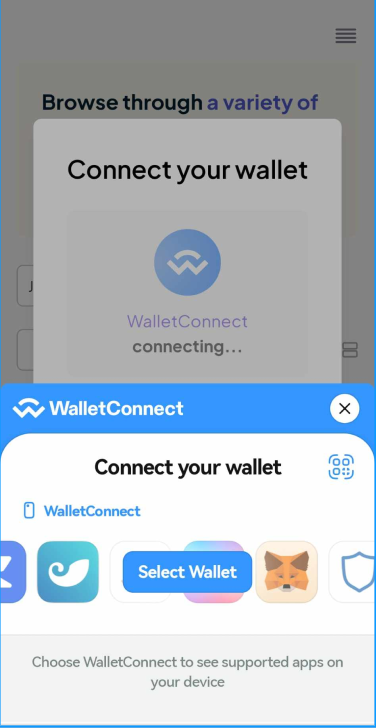 Browse through a variety of
Connect your wallet
J
WalletConnect
connecting...
WalletConnect
Connect your wallet
WalletConnect
Select Wallet
Choose WalletConnect to see supported apps on
your device